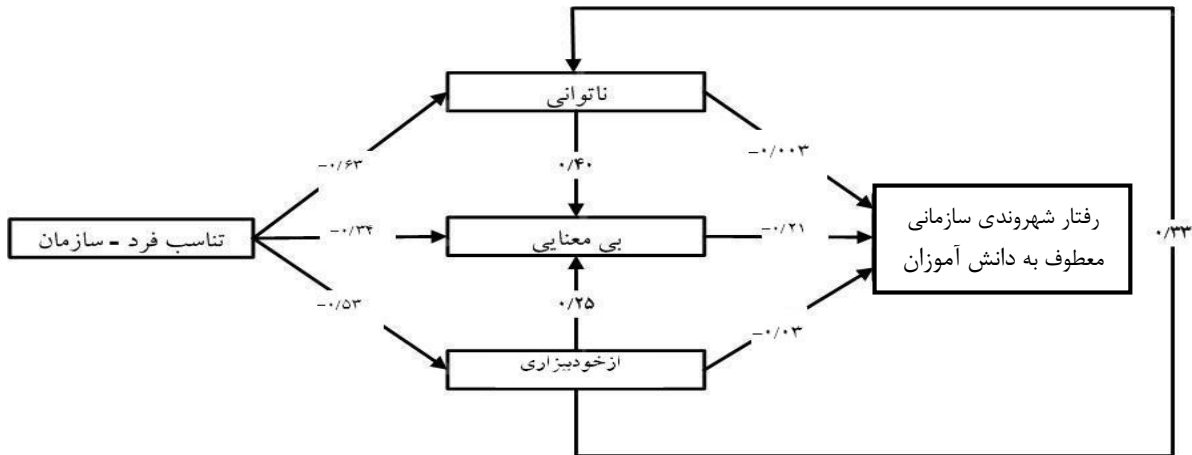 ناتوانی
-۰/۶۳
۰/۴۰
-۰/۰۰۳
تناسب فرد - سازمان
-۰/۳۴
بی معنایی
-۰/۲۱
رفتار شهروندی سازمانی
معطوف به دانش آموزان
۰/۳۳
-۰/۵۳
۰/۲۵
-۰/۰۳
ازخودبیزاری